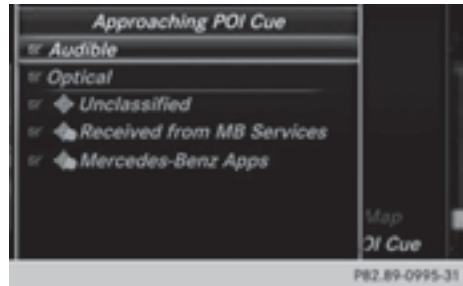 Approaching POI Cue
Audible
Optical
Unclassified
Received from MB Services
Mercedes-Benz Apps
Map
OI Cue
P82.89-0995-31